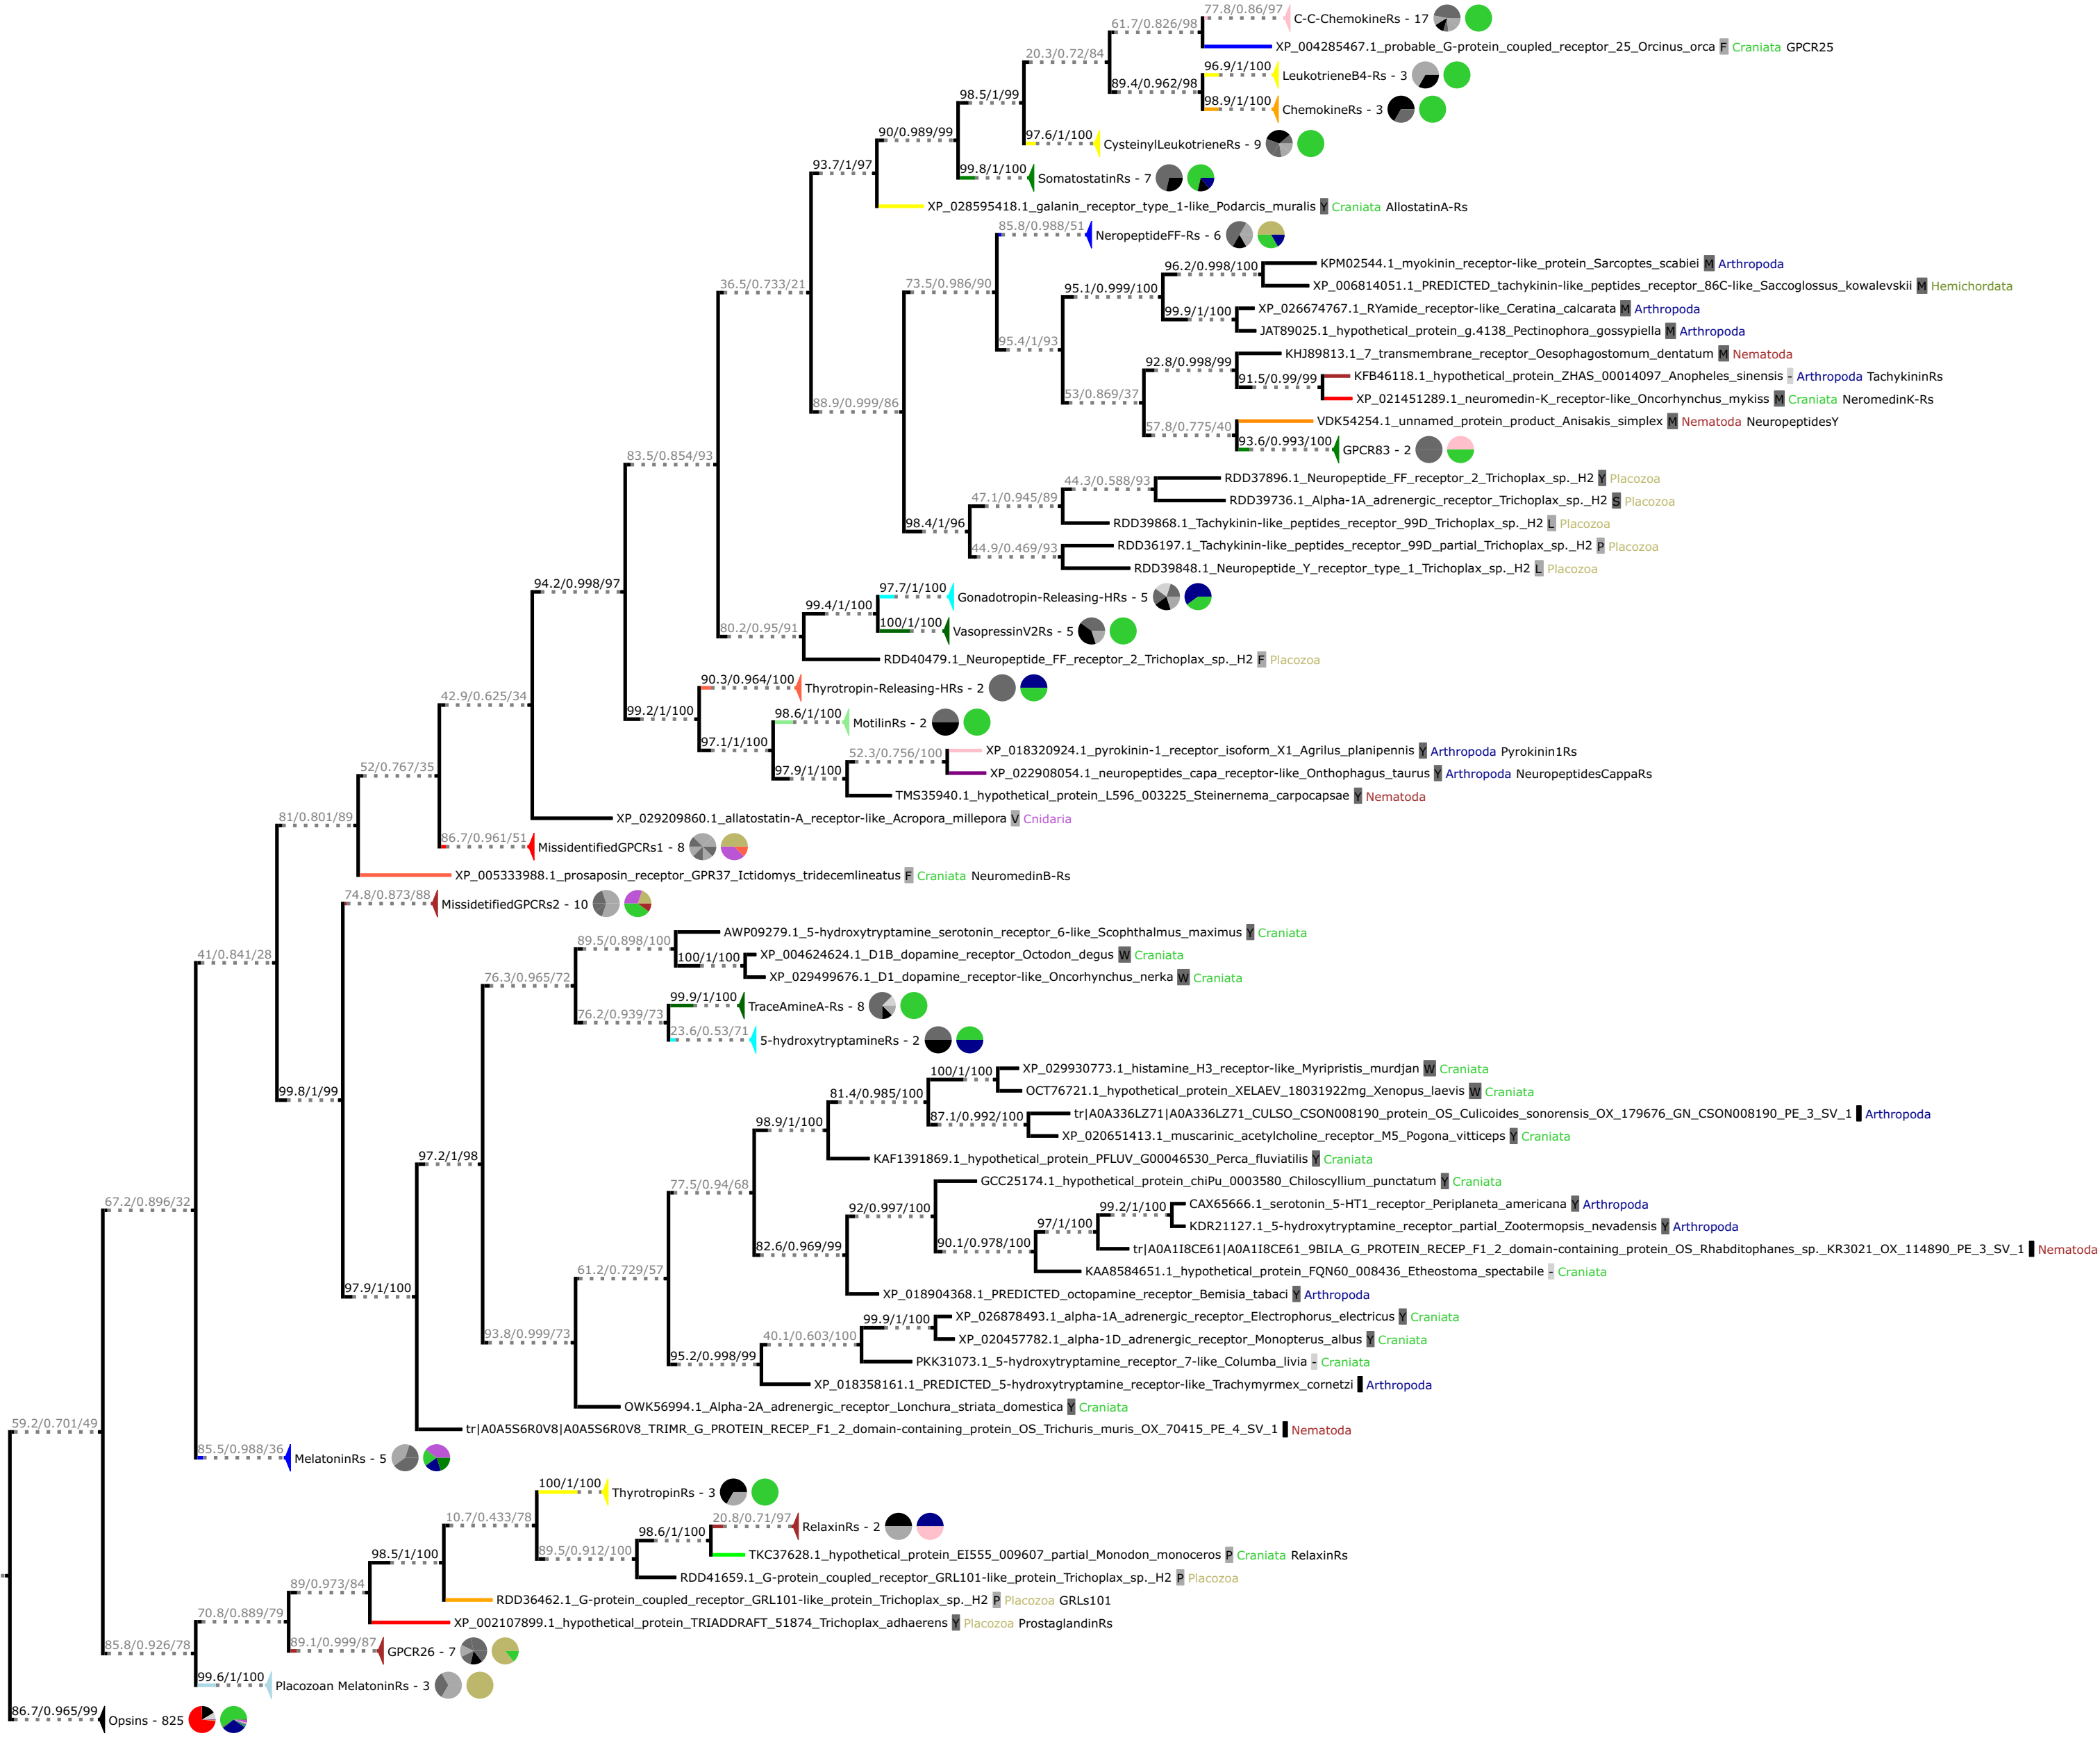 77.8/0.86/97
C-C-ChemokineRs - 17
61.7/0.826/98
XP_004285467.1_probable_G-protein_coupled_receptor_25_Orcinus_orca F Craniata GPCR25
20.3/0.72/84
96.9/1/100
LeukotrieneB4-Rs - 3
89.4/0.962/98
98.5/1/99
98.9/1/100
ChemokineRs - 3
90/0.989/99
97.6/1/100
CysteinylLeukotrieneRs - 9
93.7/1/97
99.8/1/100
SomatostatinRs - 7
XP_028595418.1_galanin_receptor_type_1-like_Podarcis_muralis Y Craniata AllostatinA-Rs
85.8/0.988/51
NeropeptideFF-Rs - 6
96.2/0.998/100
KPM02544.1_myokinin_receptor-like_protein_Sarcoptes_scabiei M Arthropoda
36.5/0.733/21
73.5/0.986/90
95.1/0.999/100
XP_006814051.1_PREDICTED_tachykinin-like_peptides_receptor_86C-like_Saccoglossus_kowalevskii M Hemichordata
99.9/1/100
XP_026674767.1_RYamide_receptor-like_Ceratina_calcarata M Arthropoda
JAT89025.1_hypothetical_protein_g.4138_Pectinophora_gossypiella M Arthropoda
95.4/1/93
92.8/0.998/99
KHJ89813.1_7_transmembrane_receptor_Oesophagostomum_dentatum M Nematoda
91.5/0.99/99
KFB46118.1_hypothetical_protein_ZHAS_00014097_Anopheles_sinensis - Arthropoda TachykininRs
53/0.869/37
XP_021451289.1_neuromedin-K_receptor-like_Oncorhynchus_mykiss M Craniata NeromedinK-Rs
88.9/0.999/86
57.8/0.775/40
VDK54254.1_unnamed_protein_product_Anisakis_simplex M Nematoda NeuropeptidesY
93.6/0.993/100
GPCR83 - 2
83.5/0.854/93
44.3/0.588/93
RDD37896.1_Neuropeptide_FF_receptor_2_Trichoplax_sp._H2 Y Placozoa
47.1/0.945/89
RDD39736.1_Alpha-1A_adrenergic_receptor_Trichoplax_sp._H2 S Placozoa
98.4/1/96
RDD39868.1_Tachykinin-like_peptides_receptor_99D_Trichoplax_sp._H2 L Placozoa
44.9/0.469/93
RDD36197.1_Tachykinin-like_peptides_receptor_99D_partial_Trichoplax_sp._H2 P Placozoa
RDD39848.1_Neuropeptide_Y_receptor_type_1_Trichoplax_sp._H2 L Placozoa
94.2/0.998/97
97.7/1/100
Gonadotropin-Releasing-HRs - 5
99.4/1/100
80.2/0.95/91
100/1/100
VasopressinV2Rs - 5
RDD40479.1_Neuropeptide_FF_receptor_2_Trichoplax_sp._H2 F Placozoa
42.9/0.625/34
90.3/0.964/100
Thyrotropin-Releasing-HRs - 2
99.2/1/100
98.6/1/100
MotilinRs - 2
97.1/1/100
52.3/0.756/100
XP_018320924.1_pyrokinin-1_receptor_isoform_X1_Agrilus_planipennis Y Arthropoda Pyrokinin1Rs
52/0.767/35
97.9/1/100
XP_022908054.1_neuropeptides_capa_receptor-like_Onthophagus_taurus Y Arthropoda NeuropeptidesCappaRs
TMS35940.1_hypothetical_protein_L596_003225_Steinernema_carpocapsae Y Nematoda
81/0.801/89
XP_029209860.1_allatostatin-A_receptor-like_Acropora_millepora V Cnidaria
86.7/0.961/51
MissidentifiedGPCRs1 - 8
XP_005333988.1_prosaposin_receptor_GPR37_Ictidomys_tridecemlineatus F Craniata NeuromedinB-Rs
74.8/0.873/88
MissidetifiedGPCRs2 - 10
41/0.841/28
89.5/0.898/100
AWP09279.1_5-hydroxytryptamine_serotonin_receptor_6-like_Scophthalmus_maximus Y Craniata
100/1/100
XP_004624624.1_D1B_dopamine_receptor_Octodon_degus W Craniata
76.3/0.965/72
XP_029499676.1_D1_dopamine_receptor-like_Oncorhynchus_nerka W Craniata
99.9/1/100
TraceAmineA-Rs - 8
76.2/0.939/73
23.6/0.53/71
5-hydroxytryptamineRs - 2
99.8/1/99
100/1/100
XP_029930773.1_histamine_H3_receptor-like_Myripristis_murdjan W Craniata
81.4/0.985/100
OCT76721.1_hypothetical_protein_XELAEV_18031922mg_Xenopus_laevis W Craniata
87.1/0.992/100
tr|A0A336LZ71|A0A336LZ71_CULSO_CSON008190_protein_OS_Culicoides_sonorensis_OX_179676_GN_CSON008190_PE_3_SV_1 Arthropoda
98.9/1/100
XP_020651413.1_muscarinic_acetylcholine_receptor_M5_Pogona_vitticeps Y Craniata
97.2/1/98
KAF1391869.1_hypothetical_protein_PFLUV_G00046530_Perca_fluviatilis Y Craniata
77.5/0.94/68
GCC25174.1_hypothetical_protein_chiPu_0003580_Chiloscyllium_punctatum Y Craniata
67.2/0.896/32
92/0.997/100
99.2/1/100
CAX65666.1_serotonin_5-HT1_receptor_Periplaneta_americana Y Arthropoda
97/1/100
KDR21127.1_5-hydroxytryptamine_receptor_partial_Zootermopsis_nevadensis Y Arthropoda
82.6/0.969/99
90.1/0.978/100
tr|A0A1I8CE61|A0A1I8CE61_9BILA_G_PROTEIN_RECEP_F1_2_domain-containing_protein_OS_Rhabditophanes_sp._KR3021_OX_114890_PE_3_SV_1 Nematoda
61.2/0.729/57
KAA8584651.1_hypothetical_protein_FQN60_008436_Etheostoma_spectabile - Craniata
97.9/1/100
XP_018904368.1_PREDICTED_octopamine_receptor_Bemisia_tabaci Y Arthropoda
99.9/1/100
XP_026878493.1_alpha-1A_adrenergic_receptor_Electrophorus_electricus Y Craniata
93.8/0.999/73
40.1/0.603/100
XP_020457782.1_alpha-1D_adrenergic_receptor_Monopterus_albus Y Craniata
95.2/0.998/99
PKK31073.1_5-hydroxytryptamine_receptor_7-like_Columba_livia - Craniata
XP_018358161.1_PREDICTED_5-hydroxytryptamine_receptor-like_Trachymyrmex_cornetzi Arthropoda
OWK56994.1_Alpha-2A_adrenergic_receptor_Lonchura_striata_domestica Y Craniata
59.2/0.701/49
tr|A0A5S6R0V8|A0A5S6R0V8_TRIMR_G_PROTEIN_RECEP_F1_2_domain-containing_protein_OS_Trichuris_muris_OX_70415_PE_4_SV_1 Nematoda
85.5/0.988/36
MelatoninRs - 5
100/1/100
ThyrotropinRs - 3
10.7/0.433/78
20.8/0.71/97
RelaxinRs - 2
98.6/1/100
98.5/1/100
89.5/0.912/100
TKC37628.1_hypothetical_protein_EI555_009607_partial_Monodon_monoceros P Craniata RelaxinRs
RDD41659.1_G-protein_coupled_receptor_GRL101-like_protein_Trichoplax_sp._H2 P Placozoa
89/0.973/84
RDD36462.1_G-protein_coupled_receptor_GRL101-like_protein_Trichoplax_sp._H2 P Placozoa GRLs101
70.8/0.889/79
XP_002107899.1_hypothetical_protein_TRIADDRAFT_51874_Trichoplax_adhaerens Y Placozoa ProstaglandinRs
85.8/0.926/78
89.1/0.999/87
GPCR26 - 7
99.6/1/100
Placozoan MelatoninRs - 3
86.7/0.965/99
Opsins - 825